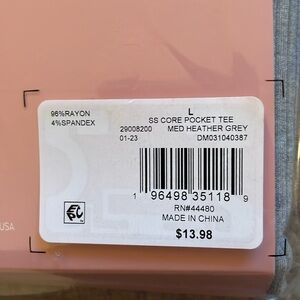 L
96%RAYON
4%SPANDEX
SS CORE POCKET TEE
29008200 MED HEATHER GREY
01-23 DM031040387
1 96498 35118 9
RN#44480
MADE IN CHINA
$13.98
USA